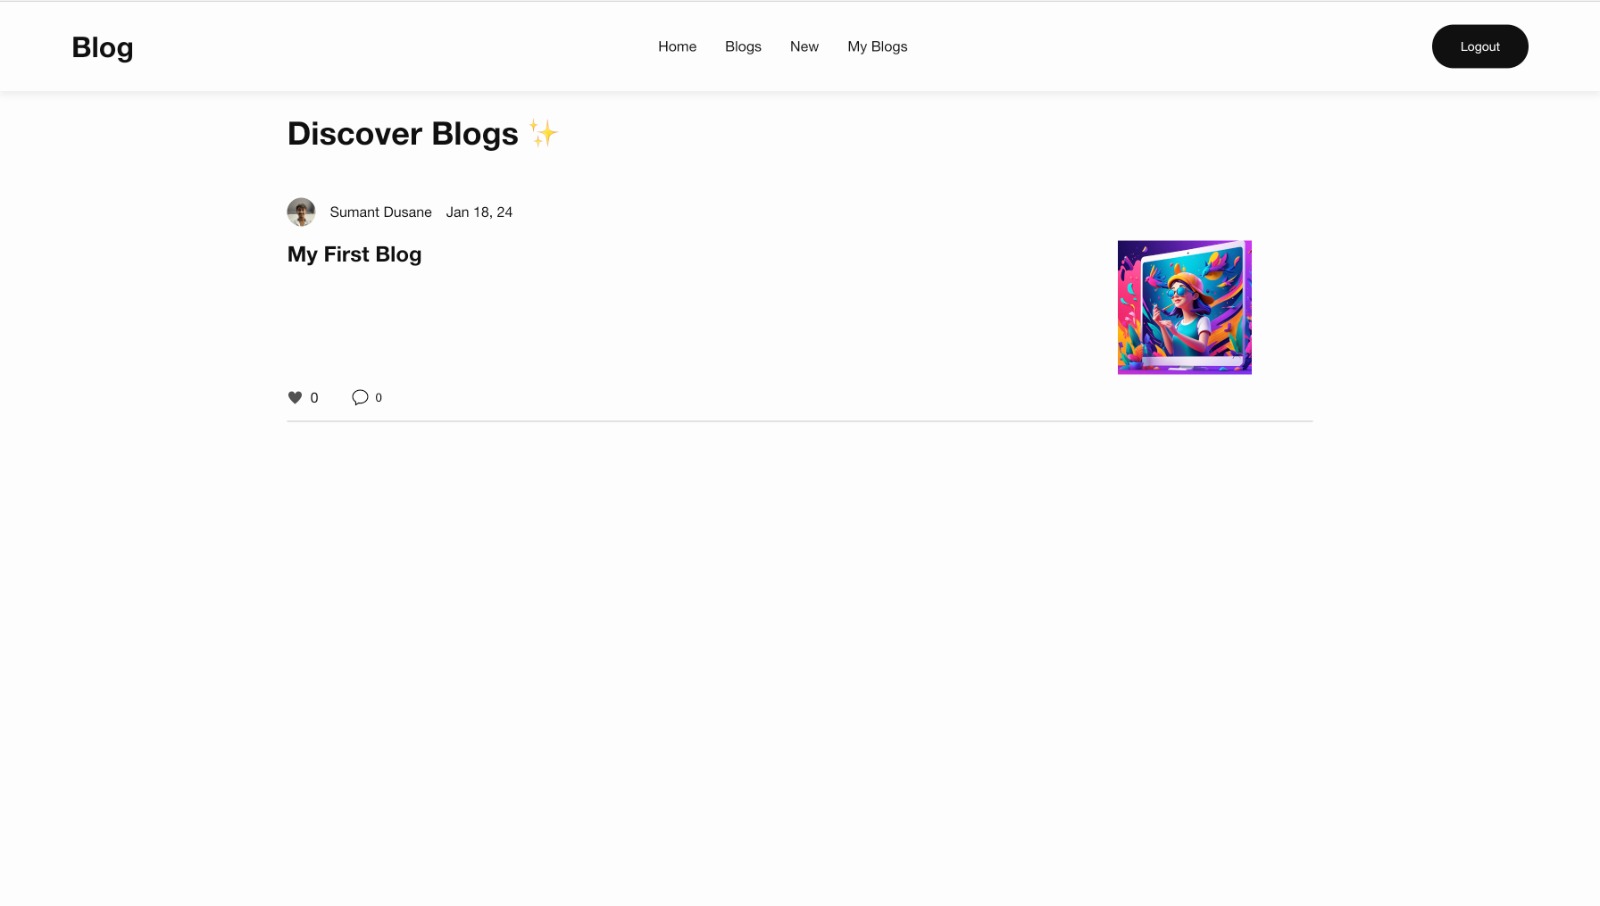 Blog
Home Blogs New My Blogs
Logout
Discover Blogs ✨
Sumant Dusane Jan 18, 24
My First Blog
0 0